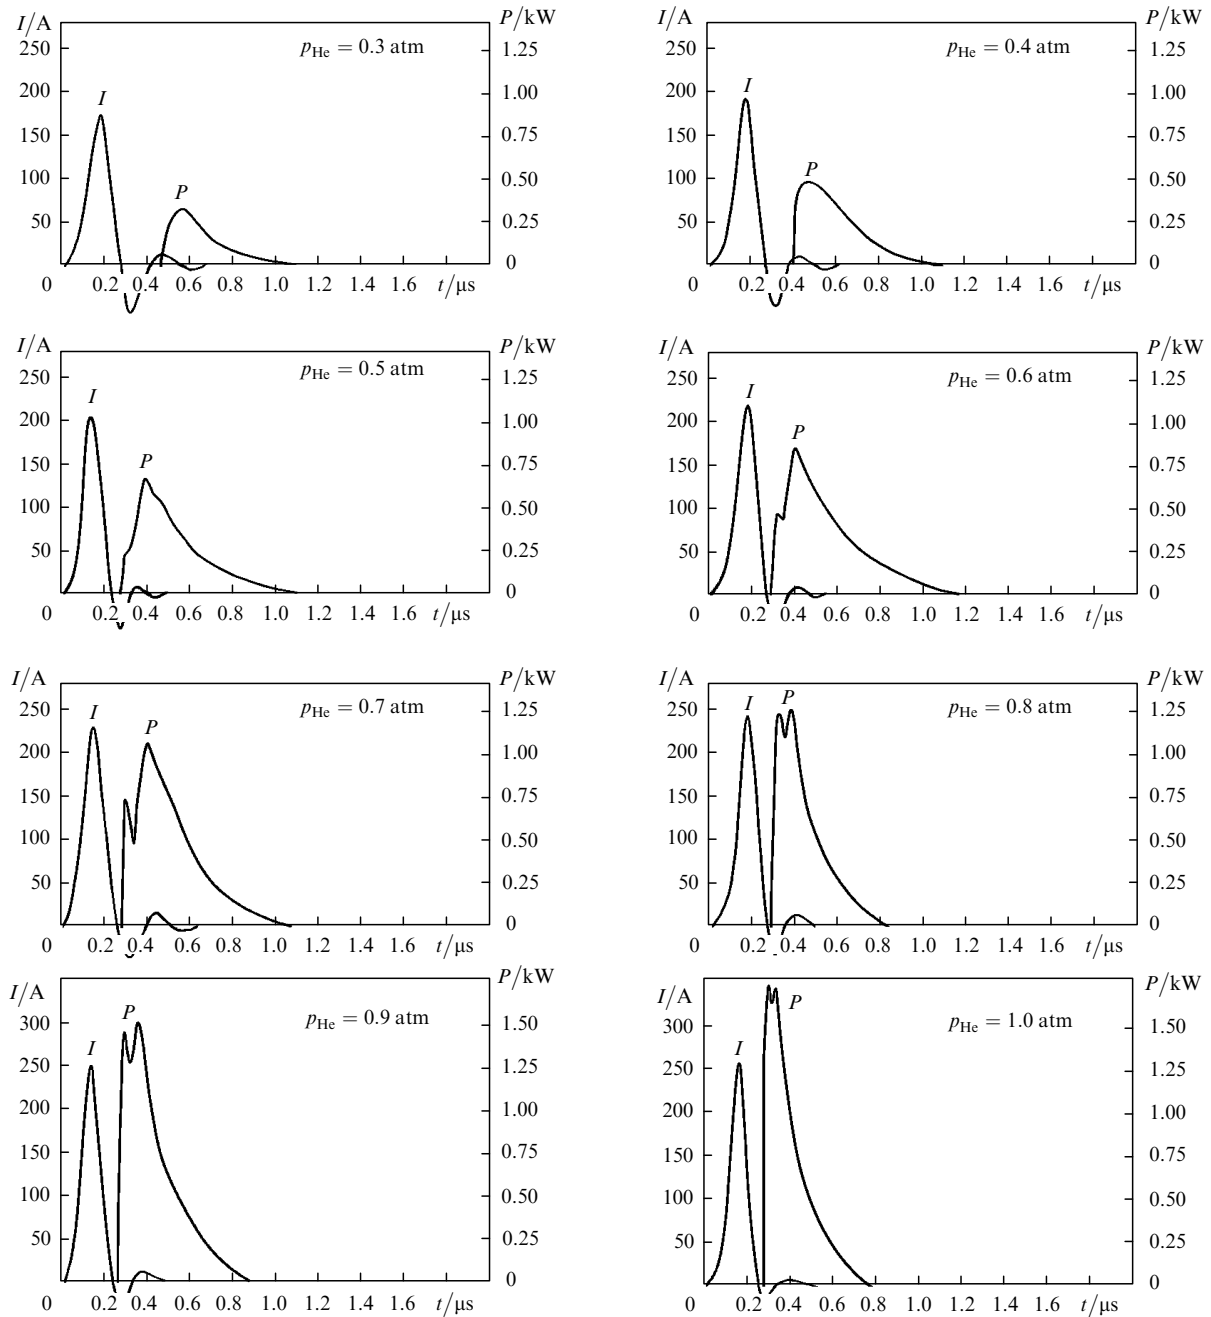 I/A P/kW I/A P/kW
p_He = 0.3 atm p_He = 0.4 atm
250 1.25 250 1.25
200 1.00 200 1.00
I I
150 0.75 150 0.75
100 0.50 100 0.50
P P
50 0.25 50 0.25
0 0
0 0.2 0.4 0.6 0.8 1.0 1.2 1.4 1.6 t/μs 0 0.2 0.4 0.6 0.8 1.0 1.2 1.4 1.6 t/μs
I/A P/kW I/A P/kW
p_He = 0.5 atm p_He = 0.6 atm
250 1.25 250 1.25
I I
200 1.00 200 1.00
P P
150 0.75 150 0.75
100 0.50 100 0.50
50 0.25 50 0.25
0 0
0 0.2 0.4 0.6 0.8 1.0 1.2 1.4 1.6 t/μs 0 0.2 0.4 0.6 0.8 1.0 1.2 1.4 1.6 t/μs
I/A P/kW I/A P/kW
p_He = 0.7 atm p_He = 0.8 atm
I P I P
250 1.25 250 1.25
200 1.00 200 1.00
150 0.75 150 0.75
100 0.50 100 0.50
50 0.25 50 0.25
0 0
0 0.2 0.4 0.6 0.8 1.0 1.2 1.4 1.6 t/μs 0 0.2 0.4 0.6 0.8 1.0 1.2 1.4 1.6 t/μs
I/A P/kW I/A P/kW
P P
p_He = 0.9 atm p_He = 1.0 atm
300 1.50 300 1.50
I I
250 1.25 250 1.25
200 1.00 200 1.00
150 0.75 150 0.75
100 0.50 100 0.50
50 0.25 50 0.25
0 0
0 0.2 0.4 0.6 0.8 1.0 1.2 1.4 1.6 t/μs 0 0.2 0.4 0.6 0.8 1.0 1.2 1.4 1.6 t/μs